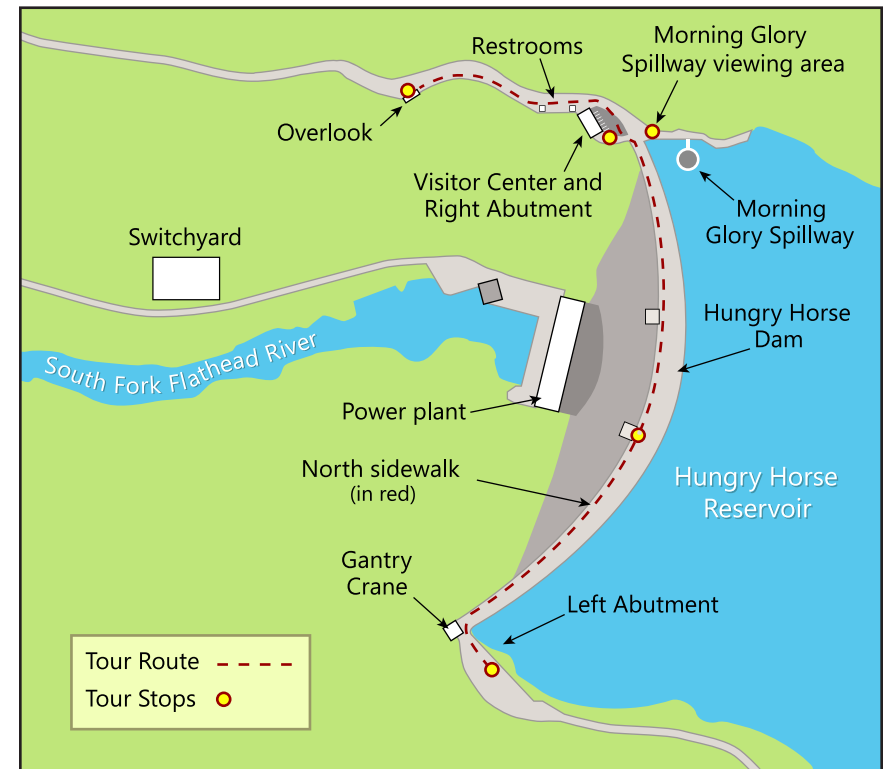 Restrooms
Morning Glory
Spillway viewing area
Overlook
Visitor Center and
Right Abutment
Morning
Glory Spillway
Switchyard
Hungry Horse
Dam
South Fork Flathead River
Power plant
North sidewalk
(in red)
Hungry Horse
Reservoir
Gantry
Crane
Left Abutment
Tour Route
Tour Stops